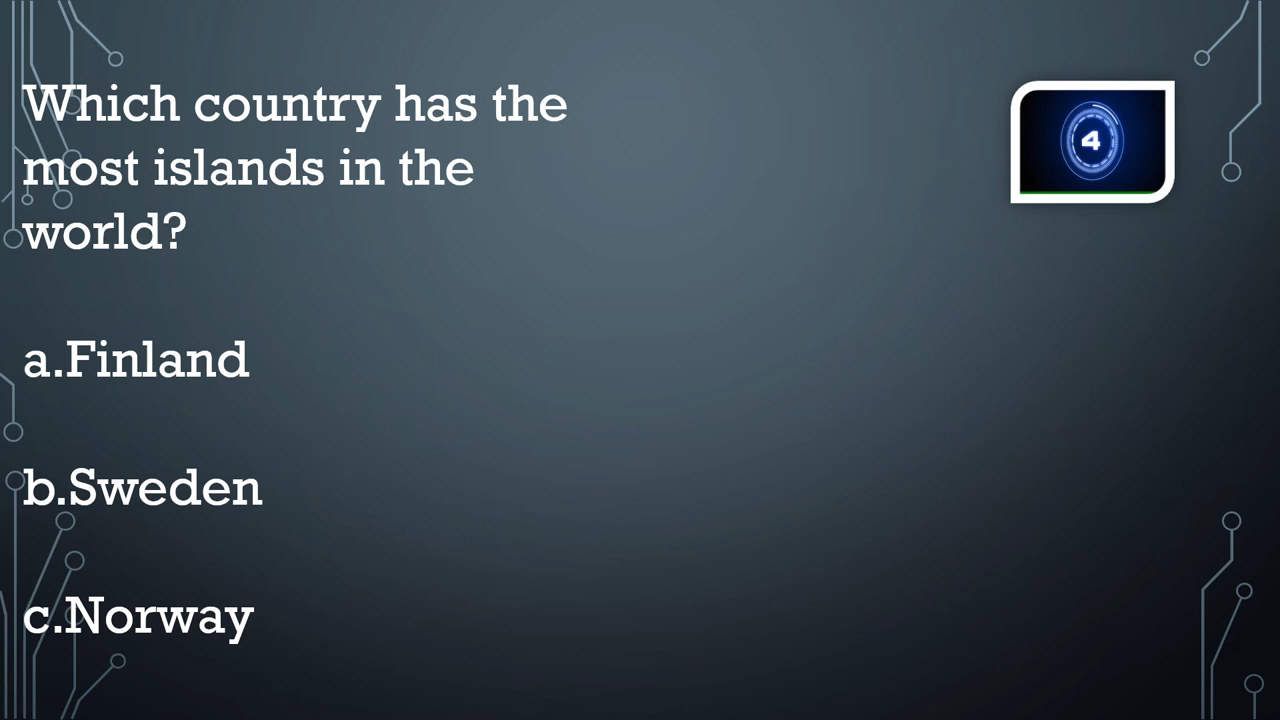 Which country has the
most islands in the
world?
a.Finland
b.Sweden
c.Norway
4